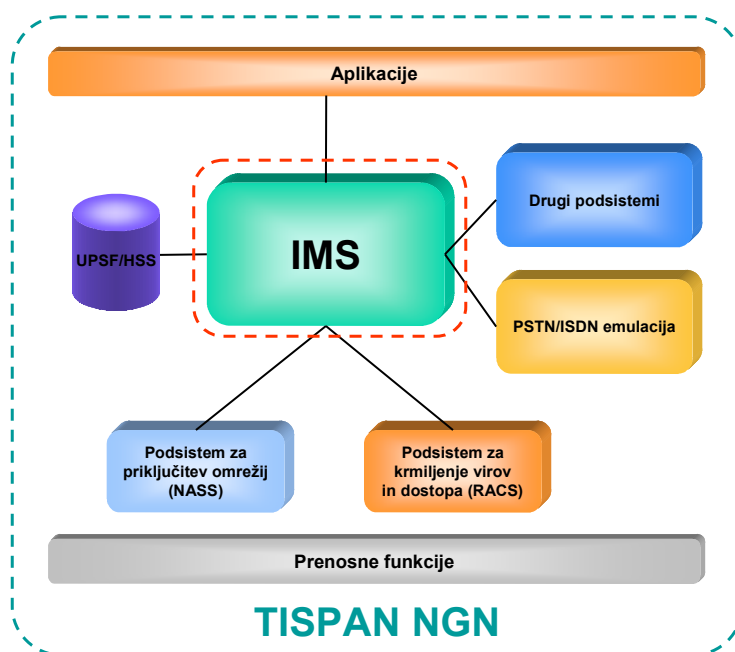 Aplikacije
Drugi podsistemi
UPSF/HSS
IMS
PSTN/ISDN emulacija
Podsistem za
priključitev omrežij
(NASS)
Podsistem za
krmiljenje virov
in dostopa (RACS)
Prenosne funkcije
TISPAN NGN